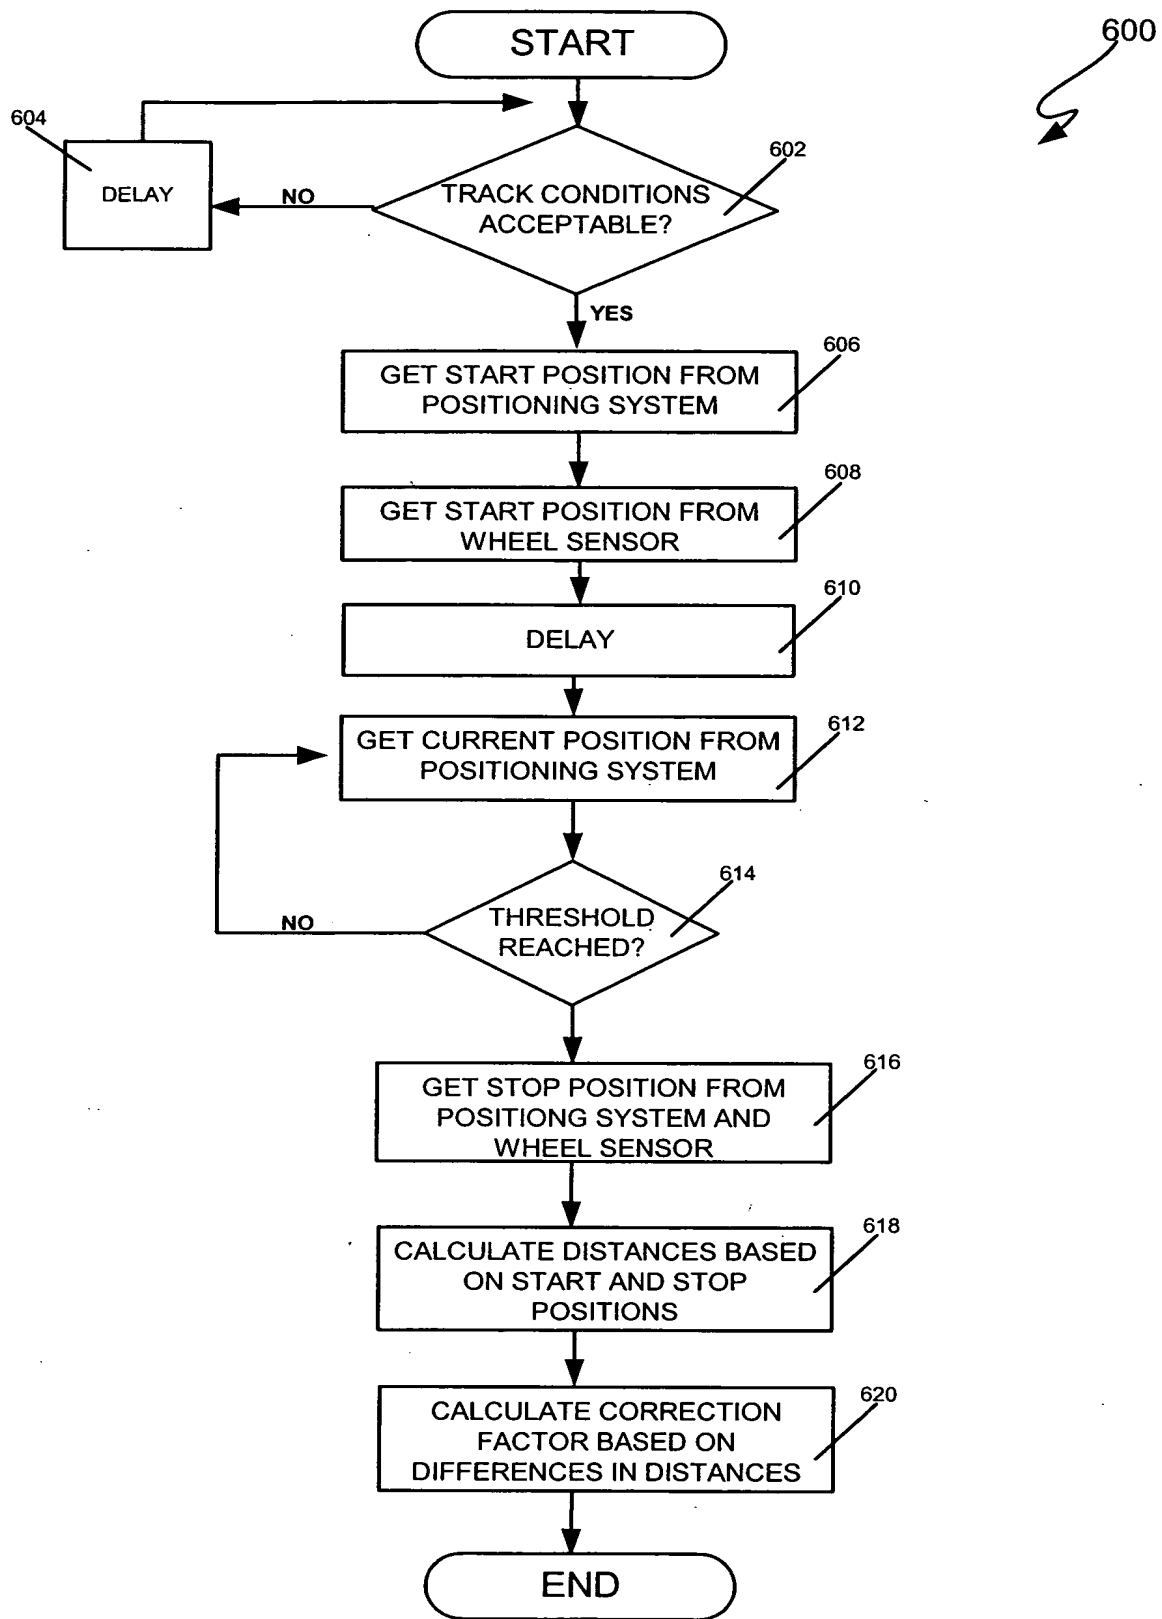 START
600
604
602
DELAY
NO
TRACK CONDITIONS
ACCEPTABLE?
YES
606
GET START POSITION FROM
POSITIONING SYSTEM
608
GET START POSITION FROM
WHEEL SENSOR
610
DELAY
612
GET CURRENT POSITION FROM
POSITIONING SYSTEM
614
THRESHOLD
REACHED?
NO
616
GET STOP POSITION FROM
POSITIONG SYSTEM AND
WHEEL SENSOR
618
CALCULATE DISTANCES BASED
ON START AND STOP
POSITIONS
620
CALCULATE CORRECTION
FACTOR BASED ON
DIFFERENCES IN DISTANCES
END